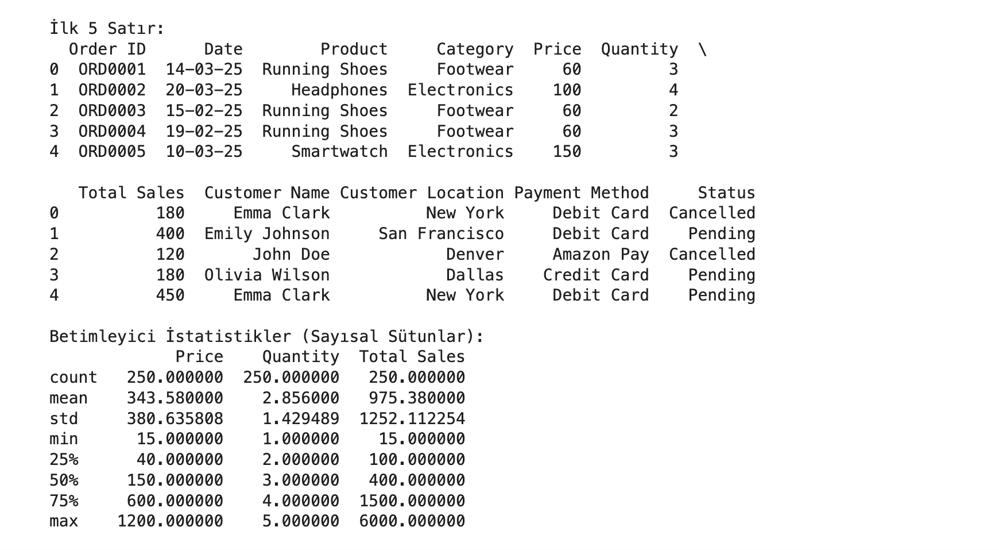 İlk 5 Satır:
  Order ID      Date        Product     Category  Price  Quantity  \
0  ORD0001  14-03-25  Running Shoes     Footwear     60         3
1  ORD0002  20-03-25     Headphones  Electronics    100         4
2  ORD0003  15-02-25  Running Shoes     Footwear     60         2
3  ORD0004  19-02-25  Running Shoes     Footwear     60         3
4  ORD0005  10-03-25     Smartwatch  Electronics    150         3

   Total Sales  Customer Name Customer Location Payment Method     Status
0          180     Emma Clark          New York     Debit Card  Cancelled
1          400  Emily Johnson     San Francisco     Debit Card    Pending
2          120       John Doe            Denver     Amazon Pay  Cancelled
3          180  Olivia Wilson            Dallas    Credit Card    Pending
4          450     Emma Clark          New York     Debit Card    Pending

Betimleyici İstatistikler (Sayısal Sütunlar):
             Price    Quantity  Total Sales
count   250.000000  250.000000   250.000000
mean    343.580000    2.856000   975.380000
std     380.635808    1.429489  1252.112254
min      15.000000    1.000000    15.000000
25%      40.000000    2.000000   100.000000
50%     150.000000    3.000000   400.000000
75%     600.000000    4.000000  1500.000000
max    1200.000000    5.000000  6000.000000